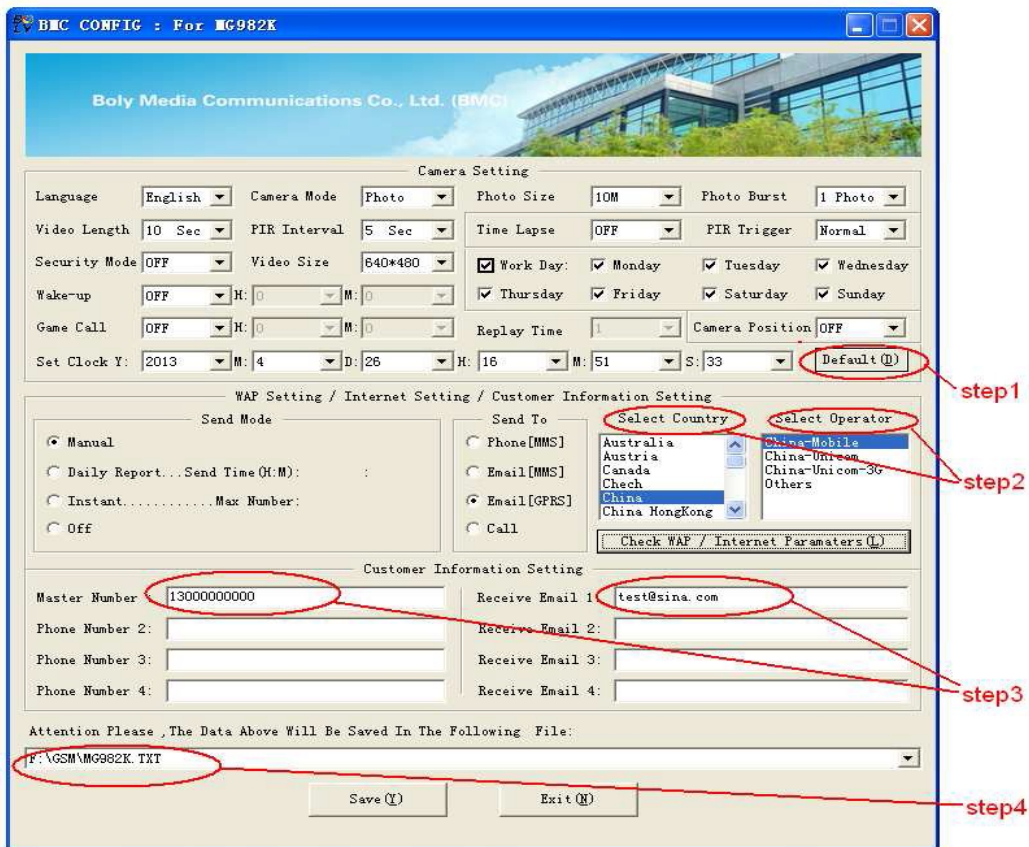 BMC CONFIG : For MG982K
Boly Media Communications Co., Ltd. (BMC)
Camera Setting
Language English Camera Mode Photo Photo Size 10M Photo Burst 1 Photo
Video Length 10 Sec PIR Interval 5 Sec Time Lapse OFF PIR Trigger Normal
Security Mode OFF Video Size 640*480 Work Day: Monday Tuesday Wednesday
Wake-up OFF H: 0 M: 0 Thursday Friday Saturday Sunday
Game Call OFF H: 0 M: 0 Replay Time 1 Camera Position OFF
Set Clock Y: 2013 M: 4 D: 26 H: 16 M: 51 S: 33 Default(D)
step1
WAP Setting / Internet Setting / Customer Information Setting
Send Mode Send To Select Country Select Operator
Manual Phone[MMS] Australia China-Mobile
Austria China-Unicom
Daily Report...Send Time(H:M): : Email[MMS] Canada China-Unicom-3G
Chech Others
step2
Instant............Max Number: Email[GPRS] China
China HongKong
Off Call
Check WAP / Internet Paramaters(L)
Customer Information Setting
Master Number 13000000000 Receive Email 1 test@sina.com
Phone Number 2: Receive Email 2:
Phone Number 3: Receive Email 3:
Phone Number 4: Receive Email 4:
step3
Attention Please ,The Data Above Will Be Saved In The Following File:
F:\GSM\MG982K.TXT
Save(Y) Exit(N)
step4